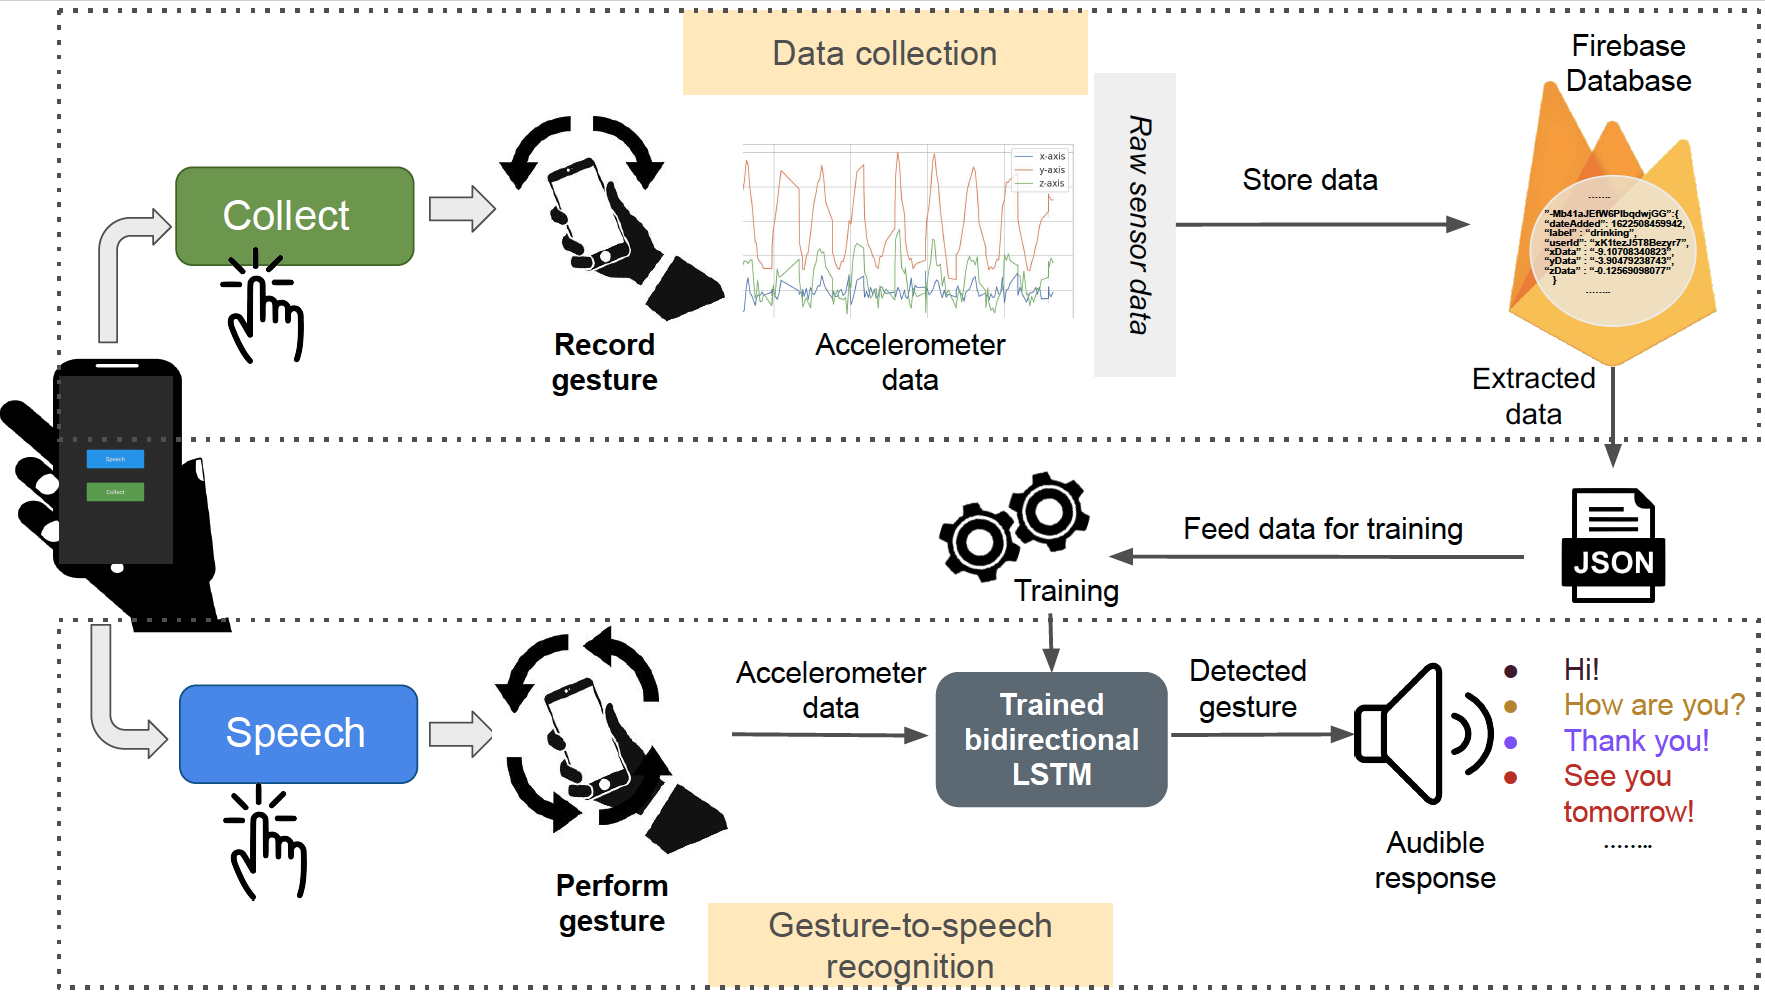 Data collection
Firebase
Database
Collect
x-axis
y-axis
z-axis
Raw sensor data
Store data
.......
"-Mb41aJEfW6PlbqdwjGG":{
“dateAdded”: 1622508459942,
“label” : “drinking”,
“userId”: “xK1tezJ5T8Bezyr7”,
“xData” : “-9.10708340823”,
“yData” : “-3.90479238743”,
“zData” : “-0.12569098077”
}
........
Record
gesture
Accelerometer
data
Extracted
data
Speech
Collect
Feed data for training
JSON
Training
Speech
Accelerometer
data
Trained
bidirectional
LSTM
Detected
gesture
Hi!
How are you?
Thank you!
See you
tomorrow!
........
Audible
response
Perform
gesture
Gesture-to-speech
recognition